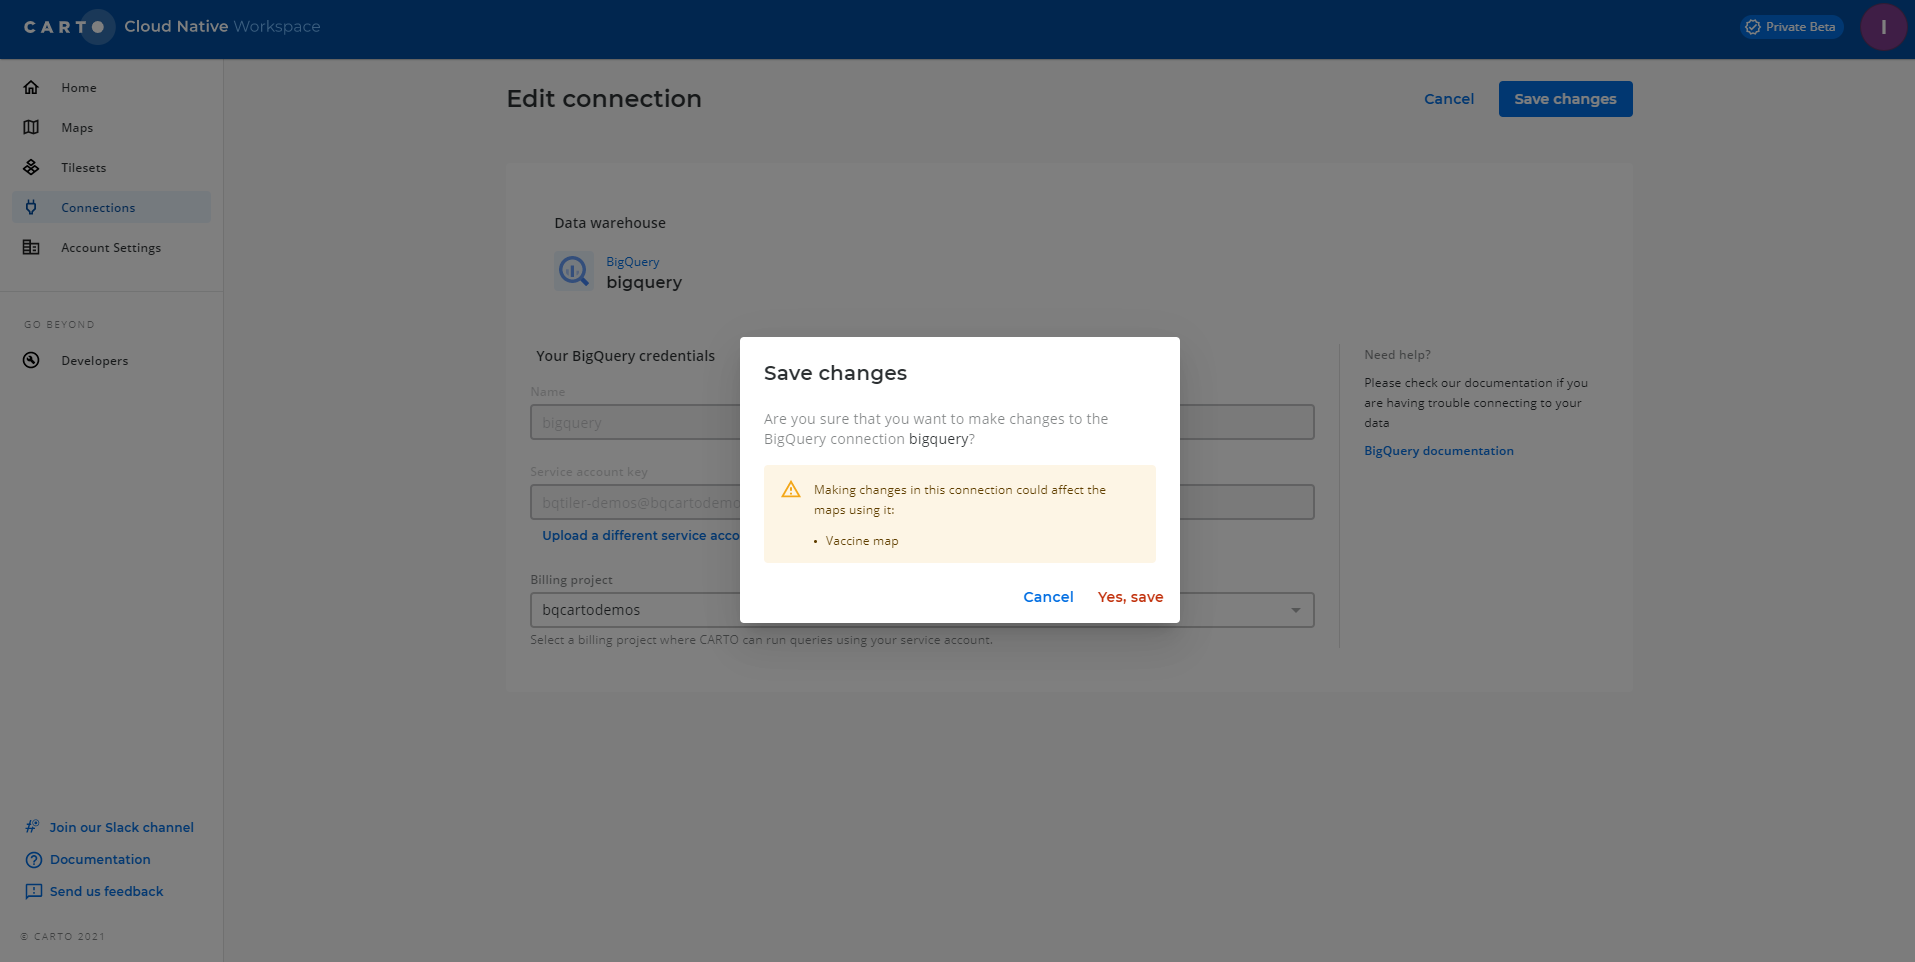 CARTO Cloud Native Workspace
Private Beta
I
Home
Maps
Tilesets
Connections
Account Settings
GO BEYOND
Developers
Join our Slack channel
Documentation
Send us feedback
© CARTO 2021
Edit connection
Cancel
Save changes
Data warehouse
BigQuery
bigquery
Your BigQuery credentials
Name
bigquery
Service account key
bqtiler-demos@bqcartodemo
Upload a different service acco
Billing project
bqcartodemos
Select a billing project where CARTO can run queries using your service account.
Need help?
Please check our documentation if you
are having trouble connecting to your
data
BigQuery documentation
Save changes
Are you sure that you want to make changes to the
BigQuery connection bigquery?
Making changes in this connection could affect the
maps using it:
• Vaccine map
Cancel
Yes, save